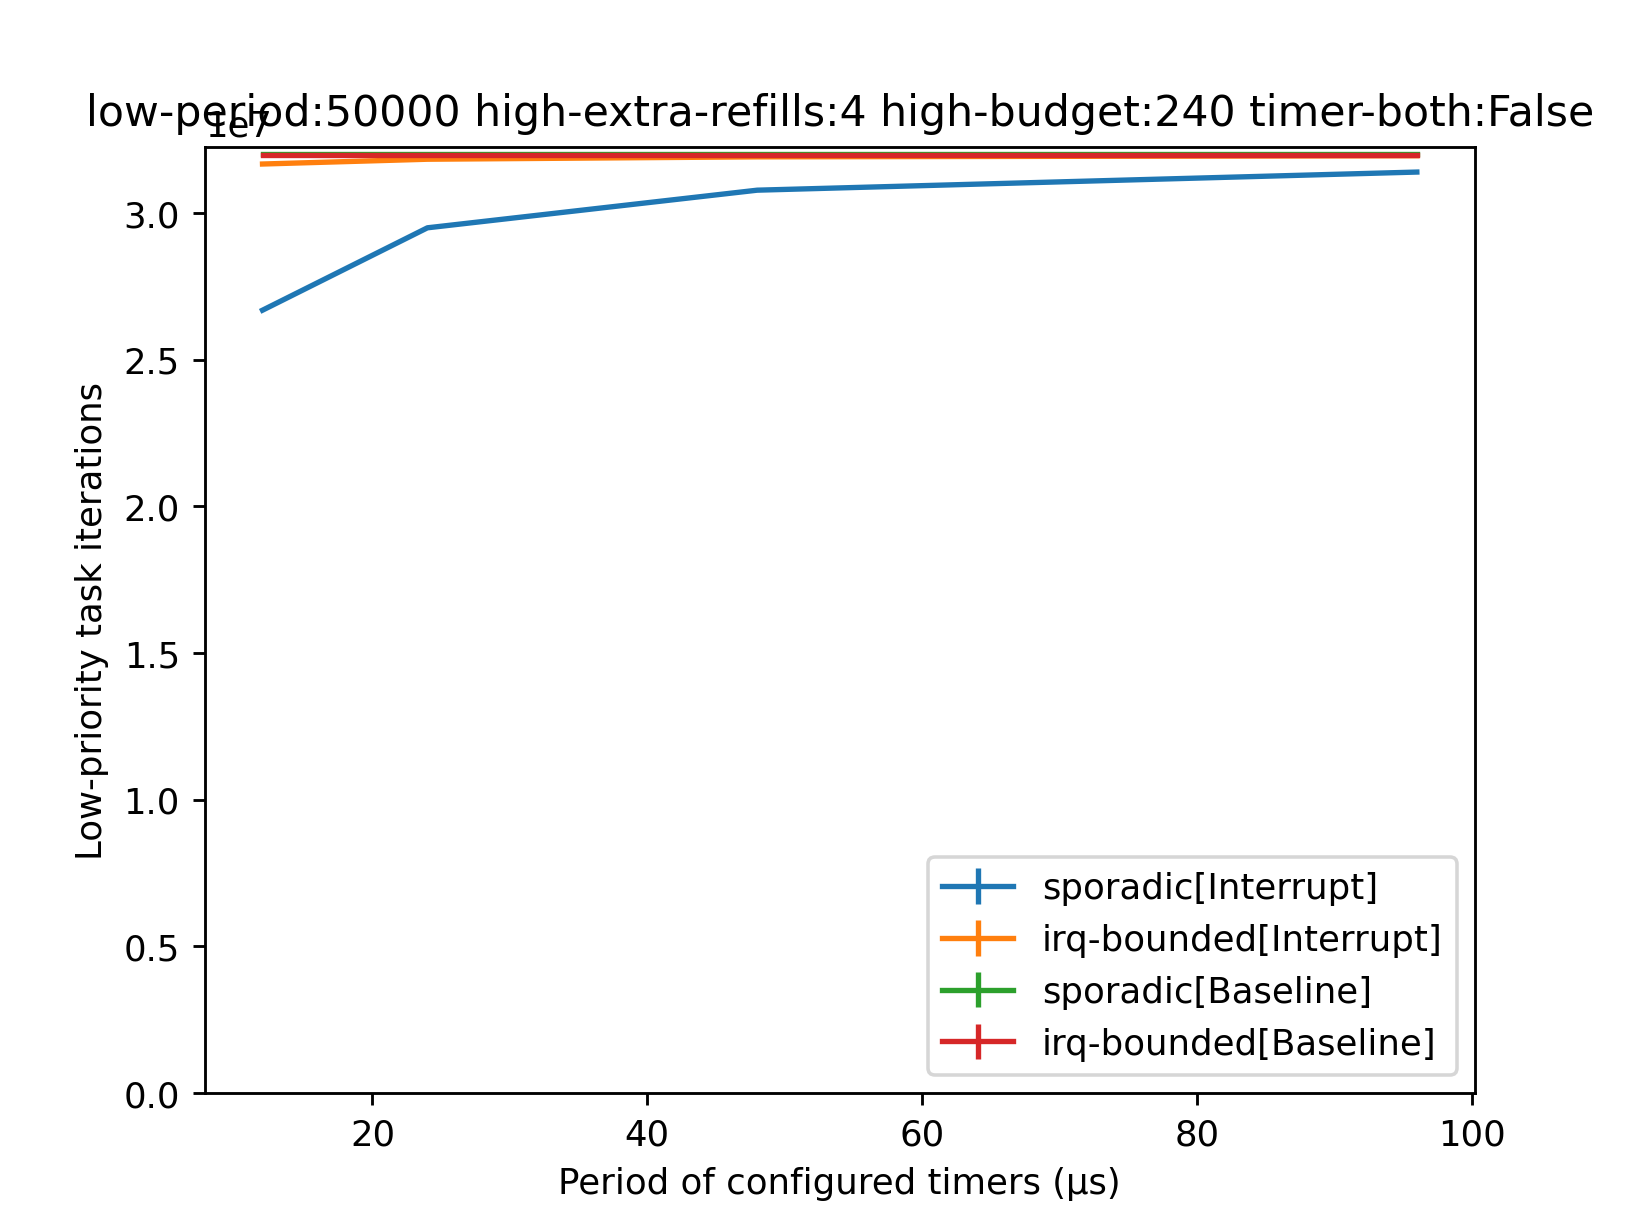 low-period:50000 high-extra-refills:4 high-budget:240 timer-both:False
1e7
3.0
2.5
2.0
1.5
1.0
0.5
0.0
Low-priority task iterations
sporadic[Interrupt]
irq-bounded[Interrupt]
sporadic[Baseline]
irq-bounded[Baseline]
20 40 60 80 100
Period of configured timers (µs)